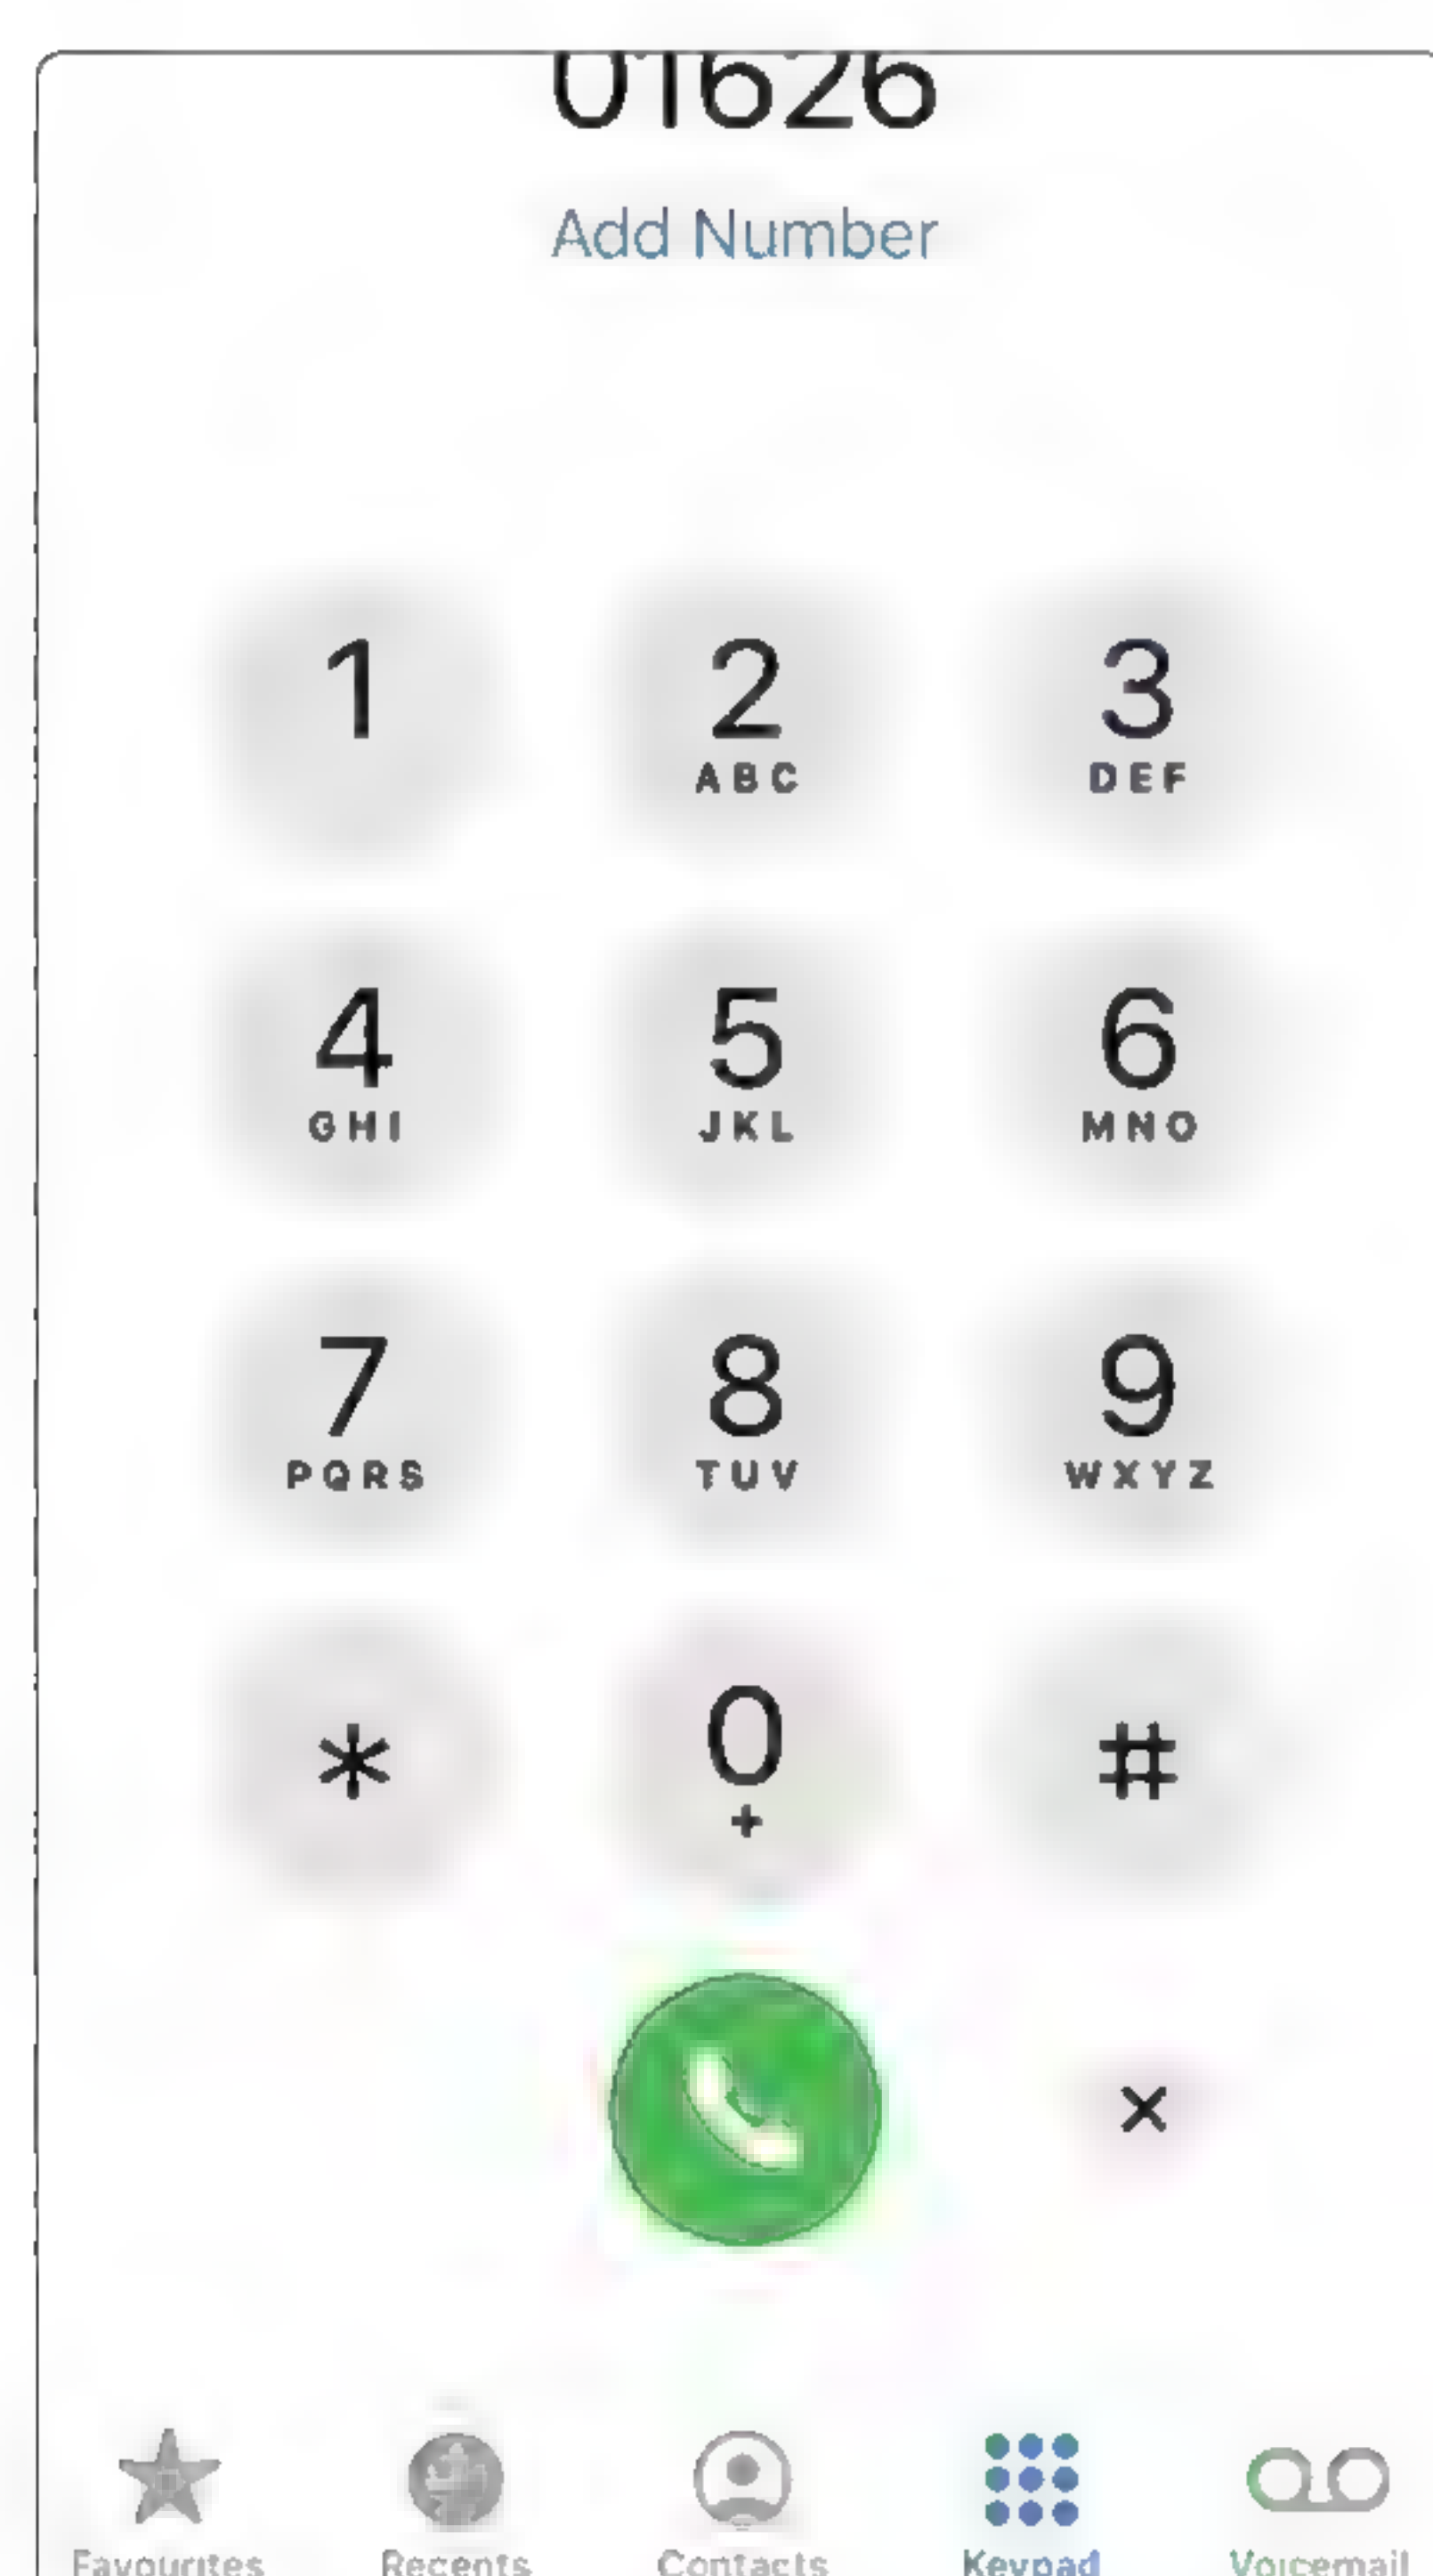 01626
Add Number
1 2 3
ABC DEF
4 5 6
GHI JKL MNO
7 8 9
PQRS TUV WXYZ
* 0 #
+
×
Favourites Recents Contacts Keypad Voicemail